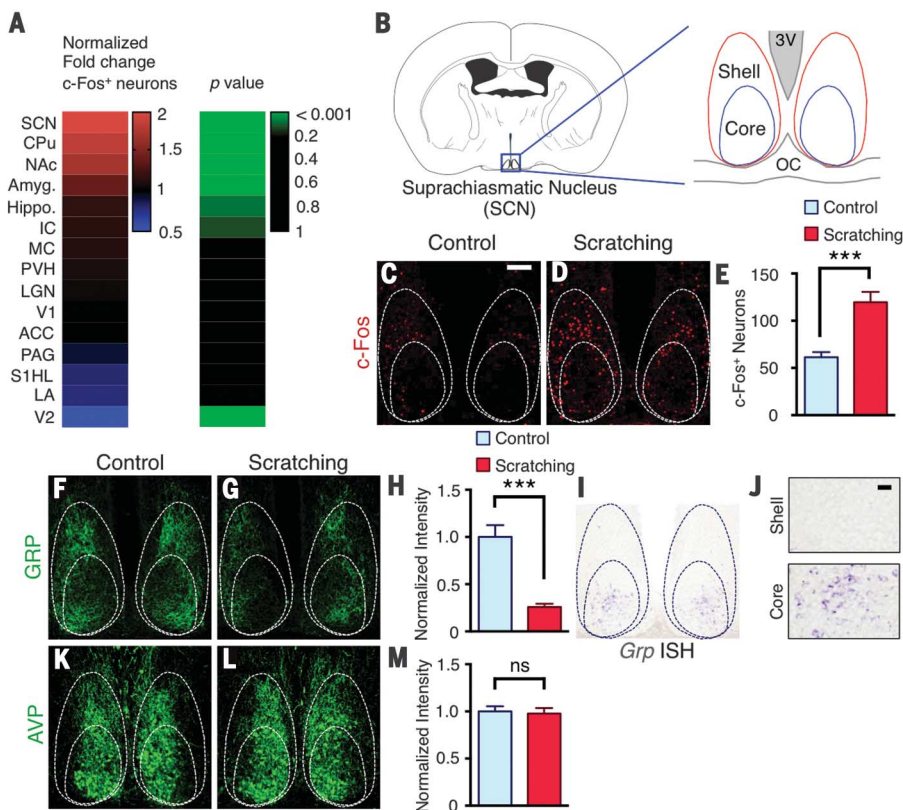 A
Normalized
Fold change
c-Fos⁺ neurons
p value
SCN
CPu
NAc
Amyg.
Hippo.
IC
MC
PVH
LGN
V1
ACC
PAG
S1HL
LA
V2
2
1.5
1
0.5
< 0.001
0.2
0.4
0.6
0.8
1
B
Suprachiasmatic Nucleus
(SCN)
3V
Shell
Core
OC
Control
Scratching
Control
Scratching
C
D
c-Fos
E
***
c-Fos⁺ Neurons
150
100
50
0
Control
Scratching
Control
Scratching
F
G
GRP
H
***
Normalized Intensity
1.5
1.0
0.5
0
I
Grp ISH
J
Shell
Core
K
L
AVP
M
ns
Normalized Intensity
1.5
1.0
0.5
0